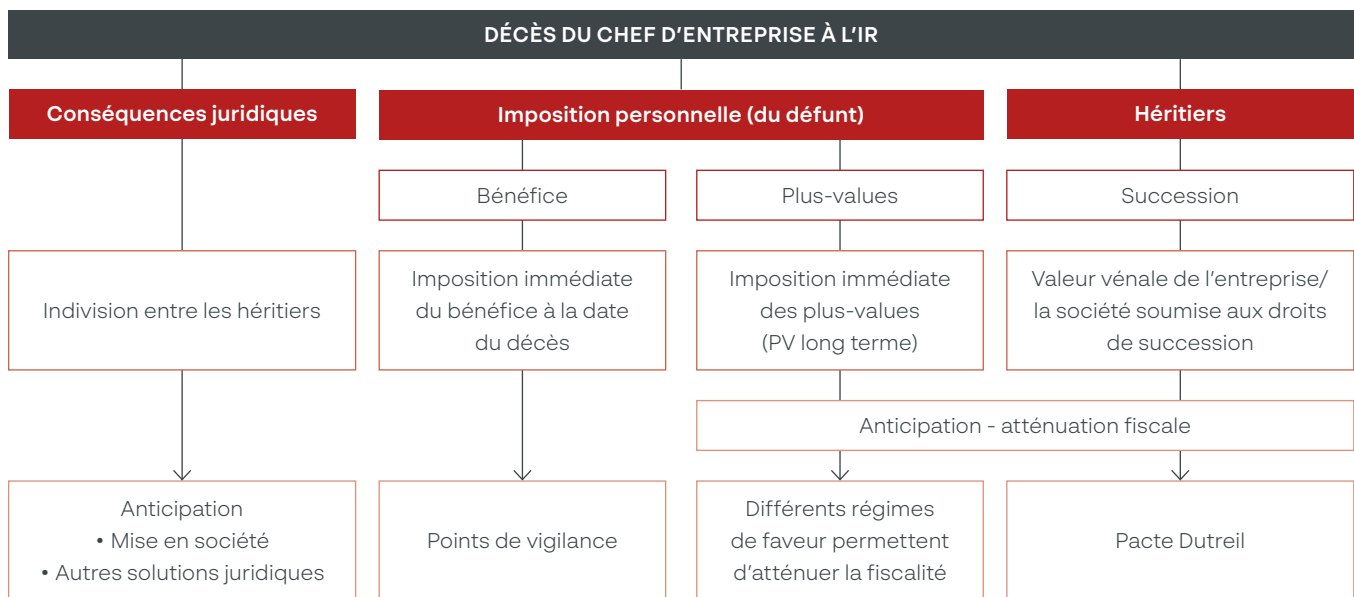 DÉCÈS DU CHEF D'ENTREPRISE À L'IR
Conséquences juridiques
Imposition personnelle (du défunt)
Héritiers
Bénéfice
Plus-values
Succession
Indivision entre les héritiers
Imposition immédiate
du bénéfice à la date
du décès
Imposition immédiate
des plus-values
(PV long terme)
Valeur vénale de l'entreprise/
la société soumise aux droits
de succession
Anticipation - atténuation fiscale
Anticipation
• Mise en société
• Autres solutions juridiques
Points de vigilance
Différents régimes
de faveur permettent
d'atténuer la fiscalité
Pacte Dutreil